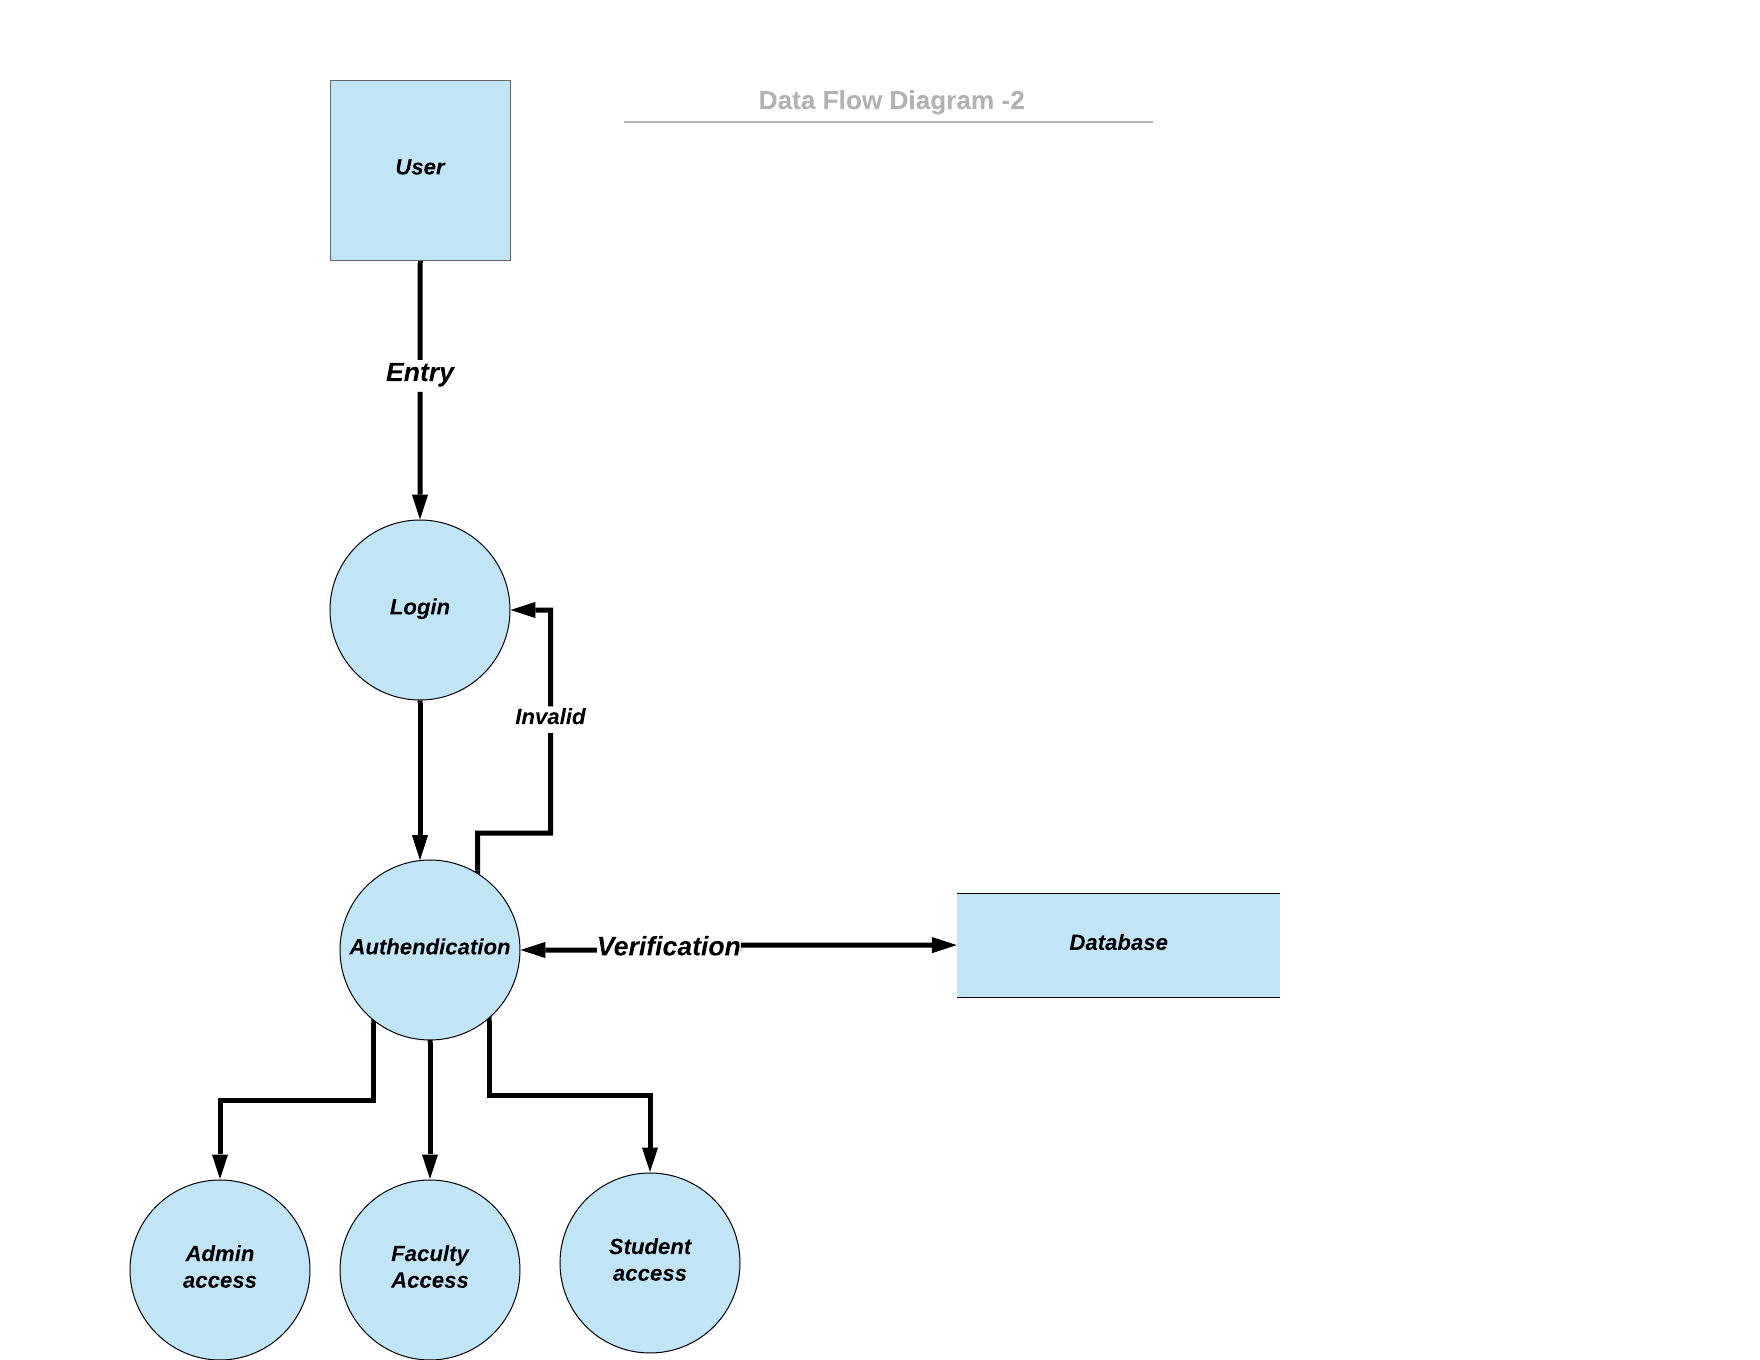 Data Flow Diagram -2
User
Entry
Login
Invalid
Authendication
Verification
Database
Admin
access
Faculty
Access
Student
access